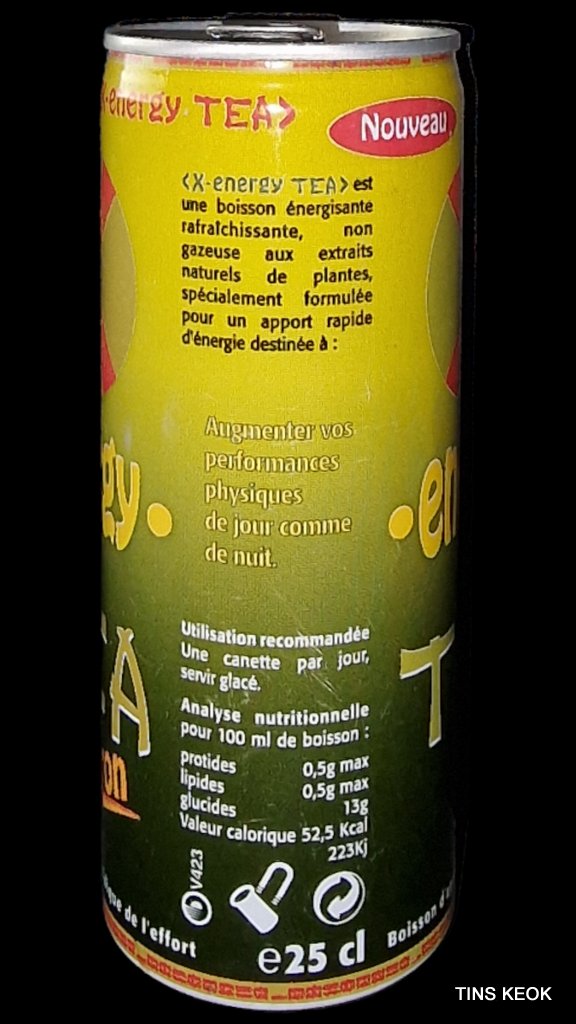 x-energy TEA>
Nouveau
<X-energy TEA> est
une boisson énergisante
rafraîchissante, non
gazeuse aux extraits
naturels de plantes,
spécialement formulée
pour un apport rapide
d'énergie destinée à :
Augmenter vos
performances
physiques
de jour comme
de nuit.
gy •
• en
T
A
on
Utilisation recommandée
Une canette par jour,
servir glacé.
Analyse nutritionnelle
pour 100 ml de boisson :
protides 0,5g max
lipides 0,5g max
glucides 13g
Valeur calorique 52,5 Kcal
223Kj
V423
que de l'effort
e25 cl
Boisson d'
TINS KEOK